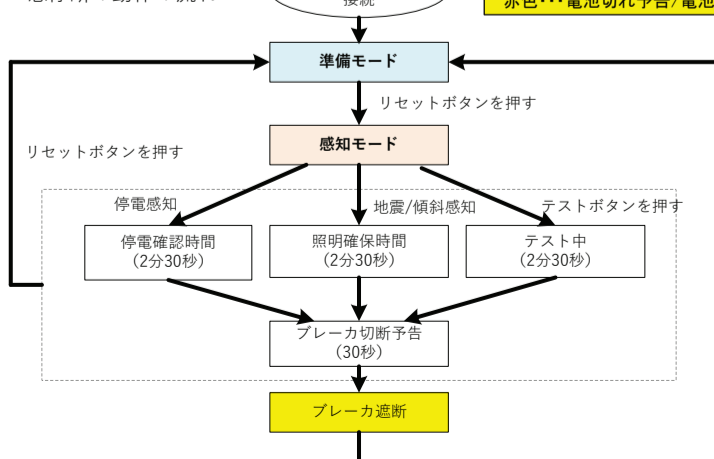 接続
赤色･･･電池切れ予告/電池
準備モード
リセットボタンを押す
感知モード
リセットボタンを押す
停電感知
地震/傾斜感知
テストボタンを押す
停電確認時間
（2分30秒）
照明確保時間
（2分30秒）
テスト中
（2分30秒）
ブレーカ切断予告
（30秒）
ブレーカ遮断